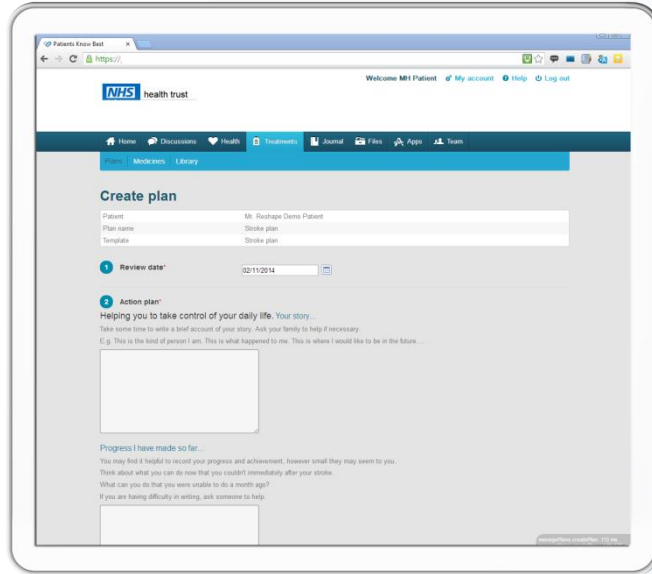 Patients Know Best
https://
Welcome MH Patient My account Help Log out
NHS health trust
Home Discussions Health Treatments Journal Files Apps Team
Plans Medicines Library
Create plan
Patient Mr. Reshape Demo Patient
Plan name Stroke plan
Template Stroke plan
1 Review date* 02/11/2014
2 Action plan*
Helping you to take control of your daily life. Your story...
Take some time to write a brief account of your story. Ask your family to help if necessary.
E.g. This is the kind of person I am. This is what happened to me. This is where I would like to be in the future....
Progress I have made so far...
You may find it helpful to record your progress and achievement, however small they may seem to you.
Think about what you can do now that you couldn't immediately after your stroke.
What can you do that you were unable to do a month ago?
If you are having difficulty in writing, ask someone to help.